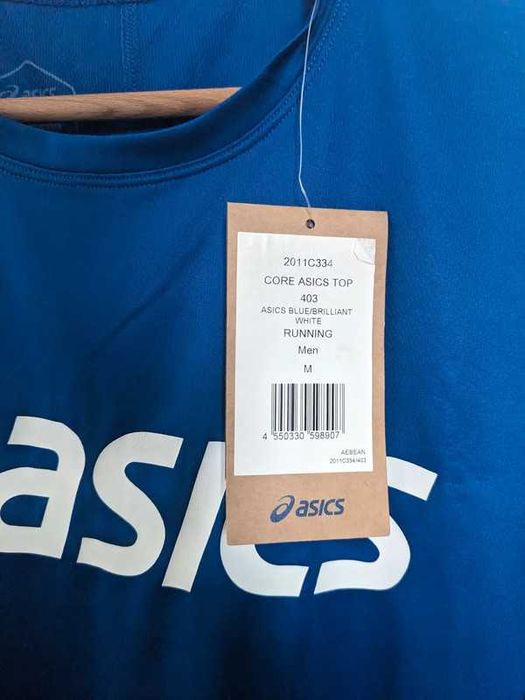 asics
2011C334
CORE ASICS TOP
403
ASICS BLUE/BRILLIANT
WHITE
RUNNING
Men
M
4 550330 598907
AEBEAN
2011C334/403
asics
asics